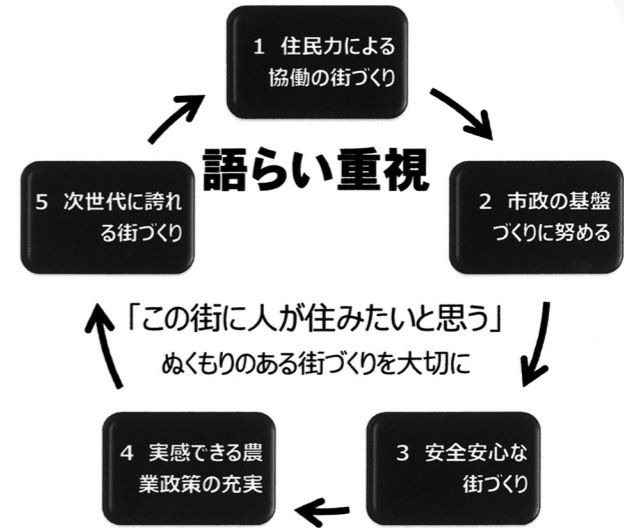 1 住民力による
協働の街づくり
語らい重視
2 市政の基盤
づくりに努める
3 安全安心な
街づくり
4 実感できる農
業政策の充実
5 次世代に誇れ
る街づくり
「この街に人が住みたいと思う」
ぬくもりのある街づくりを大切に